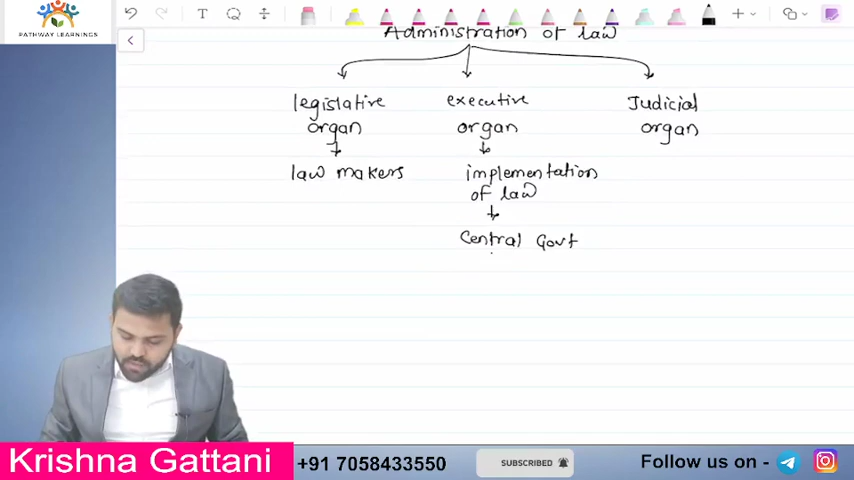 PATHWAY LEARNINGS
T
Administration of law
legislative organ
executive organ
Judicial organ
law makers
implementation of law
Central Govt
Krishna Gattani
+91 7058433550
SUBSCRIBED
Follow us on -